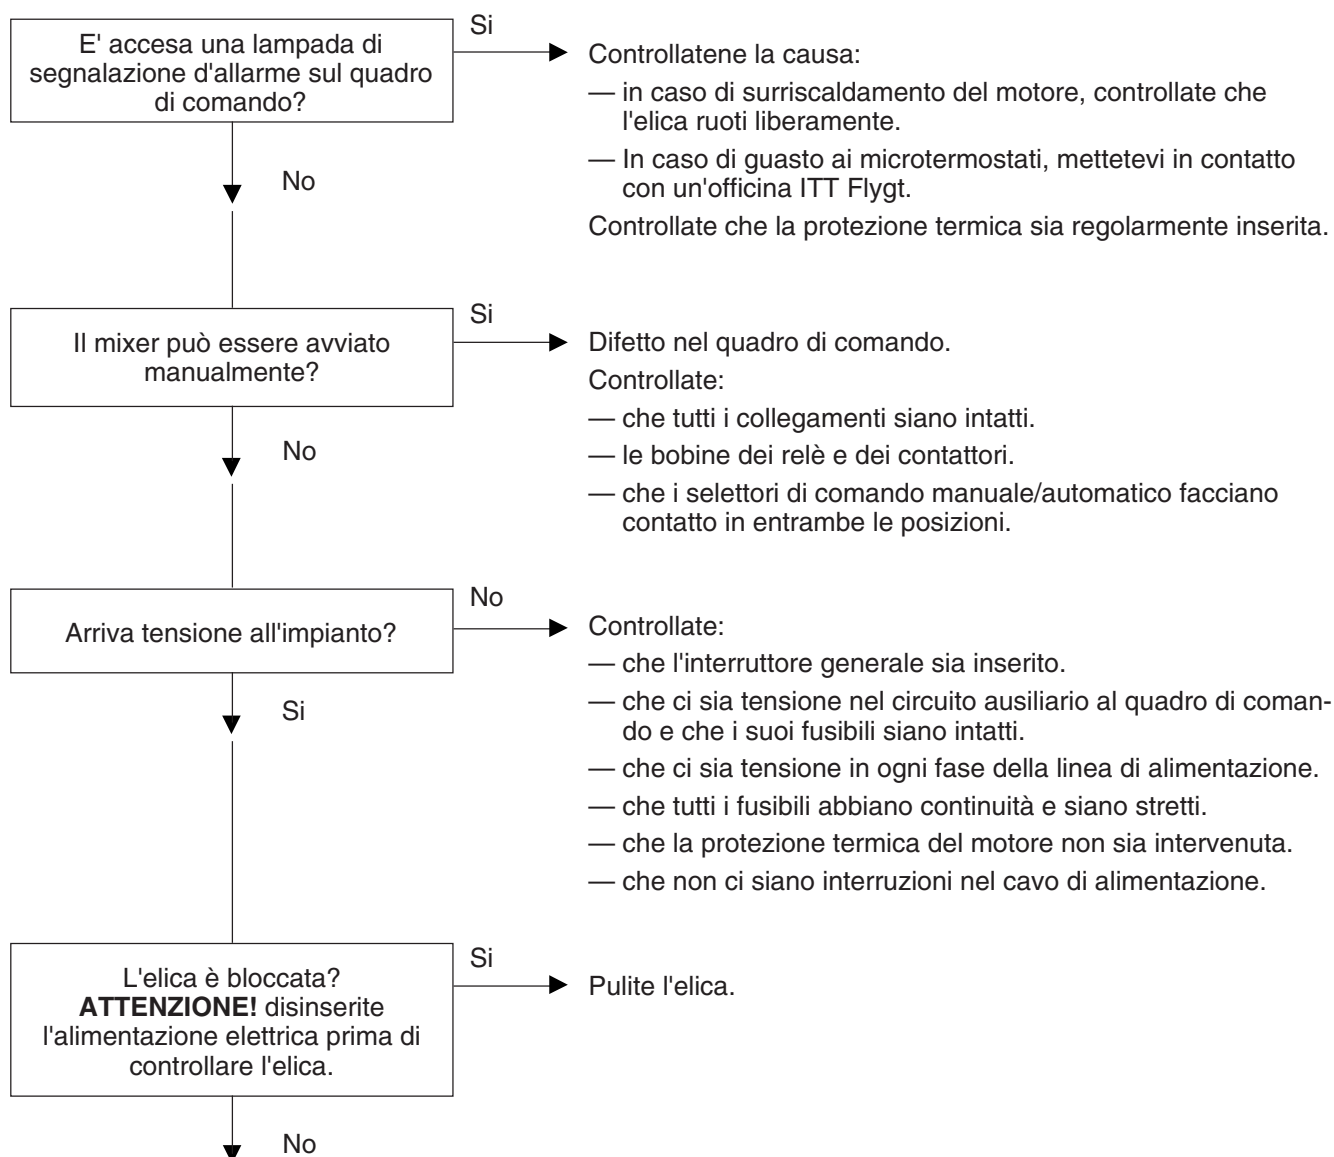 E' accesa una lampada di
segnalazione d'allarme sul quadro
di comando?
Si
Controllatene la causa:
— in caso di surriscaldamento del motore, controllate che
l'elica ruoti liberamente.
— In caso di guasto ai microtermostati, mettetevi in contatto
con un'officina ITT Flygt.
Controllate che la protezione termica sia regolarmente inserita.
No
Il mixer può essere avviato
manualmente?
Si
Difetto nel quadro di comando.
Controllate:
— che tutti i collegamenti siano intatti.
— le bobine dei relè e dei contattori.
— che i selettori di comando manuale/automatico facciano
contatto in entrambe le posizioni.
No
Arriva tensione all'impianto?
No
Controllate:
— che l'interruttore generale sia inserito.
— che ci sia tensione nel circuito ausiliario al quadro di coman-
do e che i suoi fusibili siano intatti.
— che ci sia tensione in ogni fase della linea di alimentazione.
— che tutti i fusibili abbiano continuità e siano stretti.
— che la protezione termica del motore non sia intervenuta.
— che non ci siano interruzioni nel cavo di alimentazione.
Si
L'elica è bloccata?
ATTENZIONE! disinserite
l'alimentazione elettrica prima di
controllare l'elica.
Si
Pulite l'elica.
No